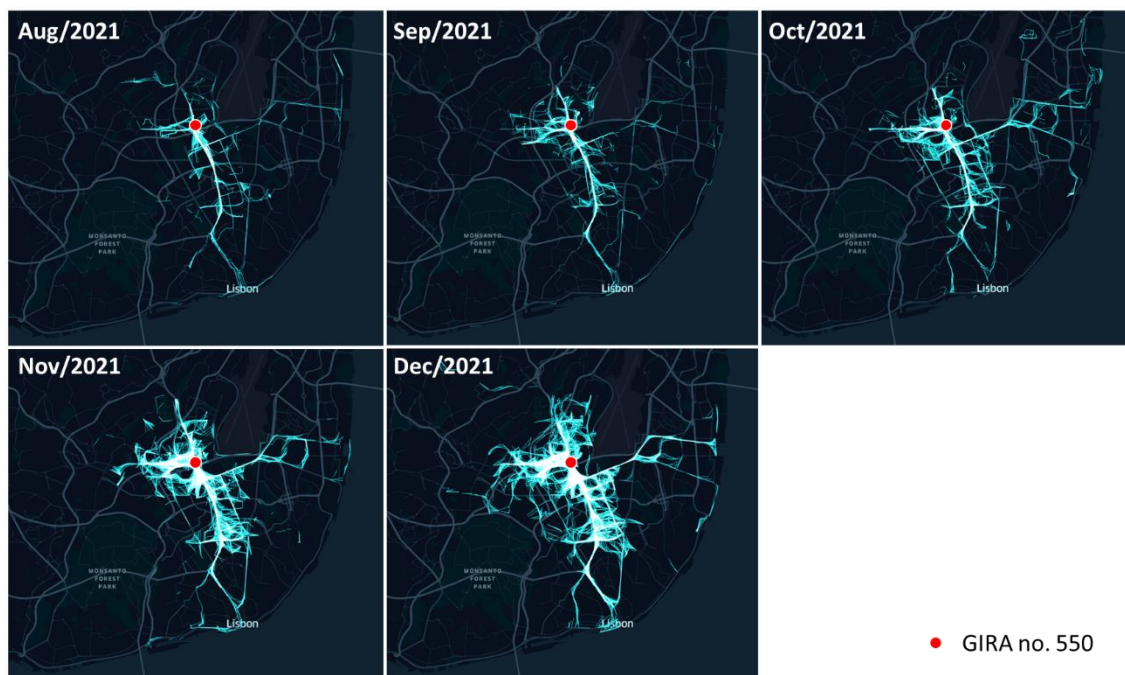 Aug/2021
Sep/2021
Oct/2021
MONSANTO
FOREST
PARK
Lisbon
MONSANTO
FOREST
PARK
Lisbon
MONSANTO
FOREST
PARK
Lisbon
Nov/2021
Dec/2021
MONSANTO
FOREST
PARK
Lisbon
MONSANTO
FOREST
PARK
Lisbon
GIRA no. 550